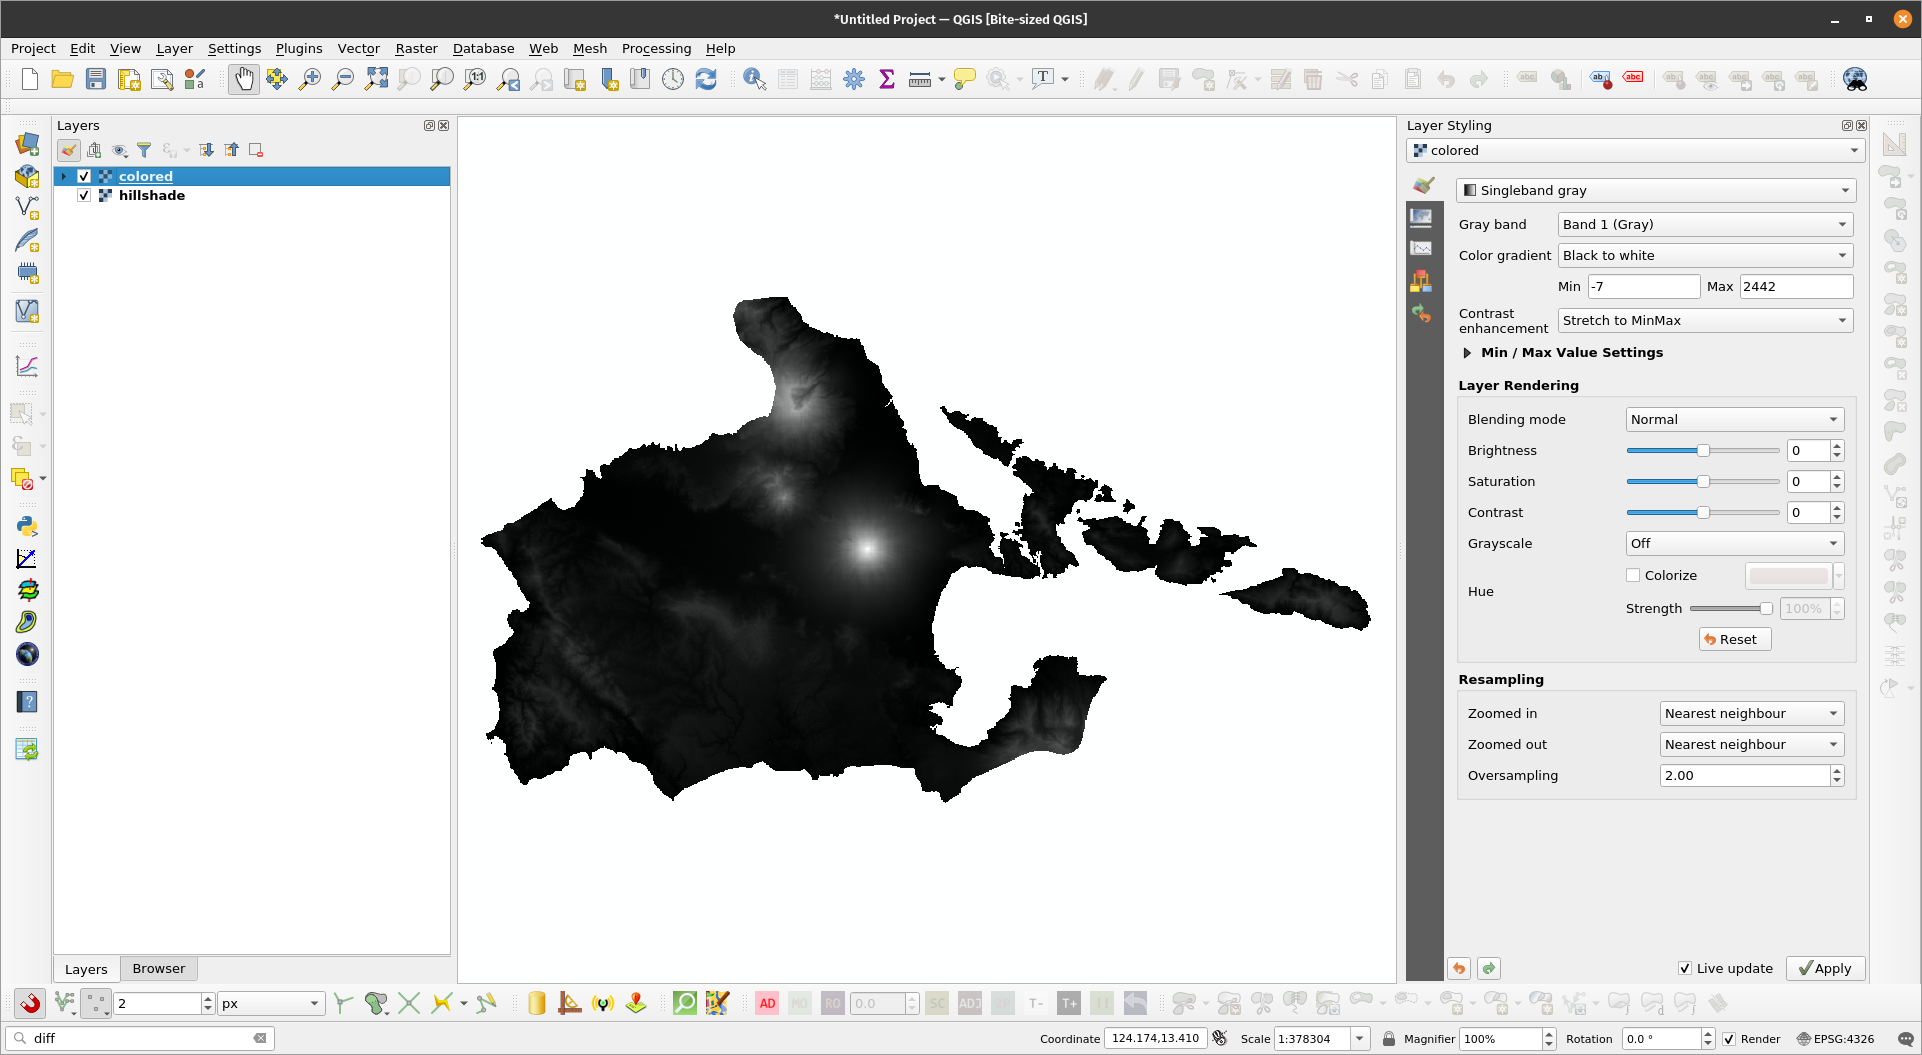 *Untitled Project — QGIS [Bite-sized QGIS]
Project Edit View Layer Settings Plugins Vector Raster Database Web Mesh Processing Help
Layers
colored
hillshade
Layers Browser
Layer Styling
colored
Singleband gray
Gray band Band 1 (Gray)
Color gradient Black to white
Min -7 Max 2442
Contrast enhancement Stretch to MinMax
Min / Max Value Settings
Layer Rendering
Blending mode Normal
Brightness 0
Saturation 0
Contrast 0
Grayscale Off
Hue Colorize
Strength 100%
Reset
Resampling
Zoomed in Nearest neighbour
Zoomed out Nearest neighbour
Oversampling 2.00
Live update Apply
2 px AD MO RO 0.0 SC ADJ T- T+
diff Coordinate 124.174,13.410 Scale 1:378304 Magnifier 100% Rotation 0.0 ° Render EPSG:4326